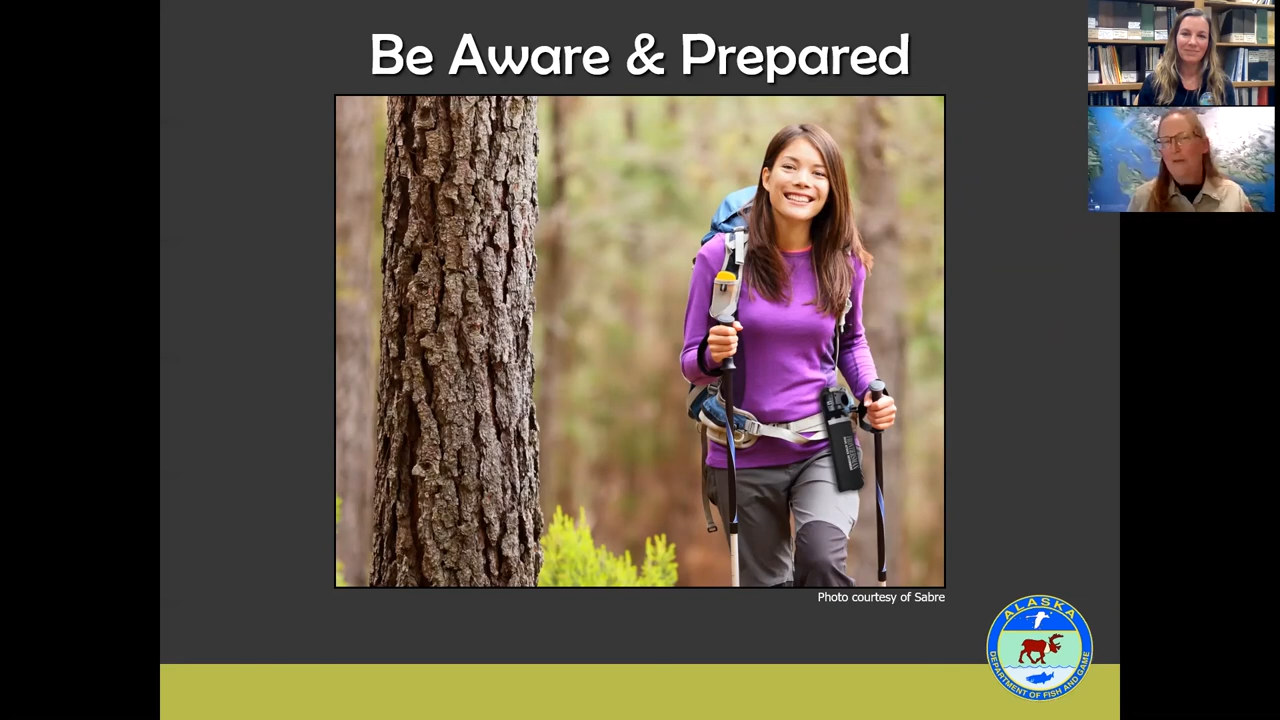 Be Aware & Prepared
Photo courtesy of Sabre
ALASKA
DEPARTMENT OF FISH AND GAME